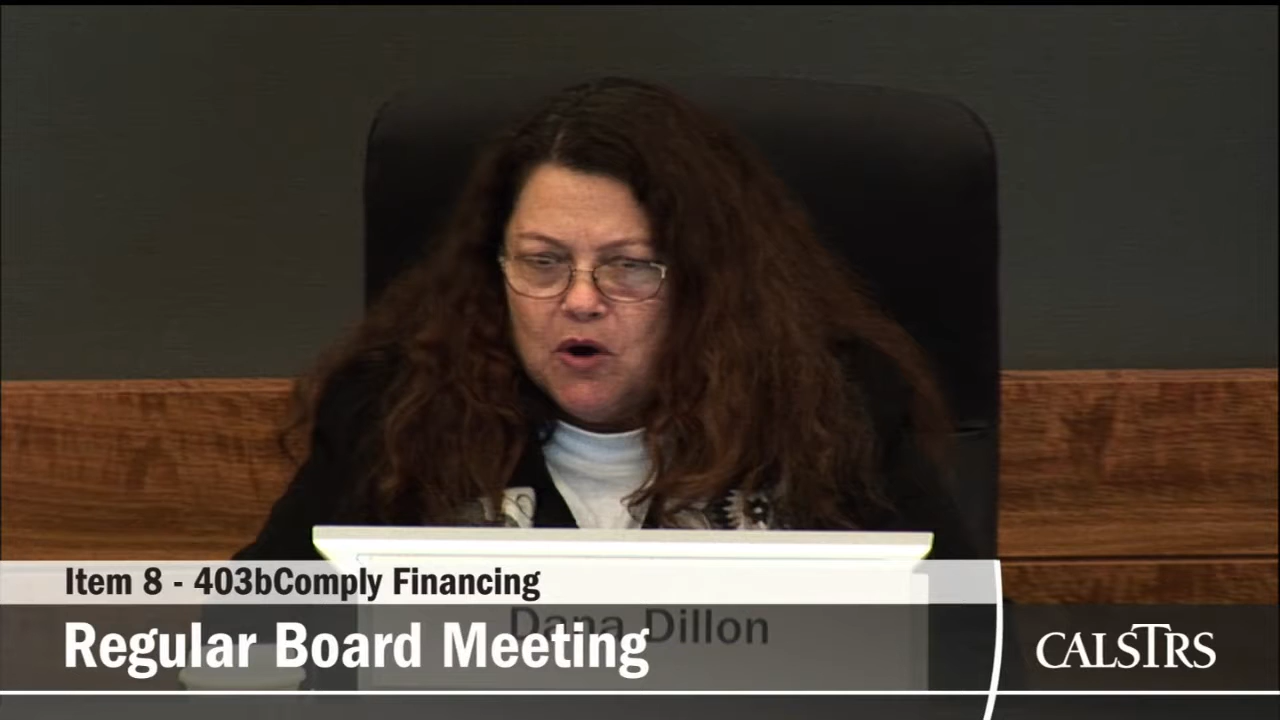 Item 8 - 403bComply Financing
Dana Dillon
Regular Board Meeting
CALSTRS